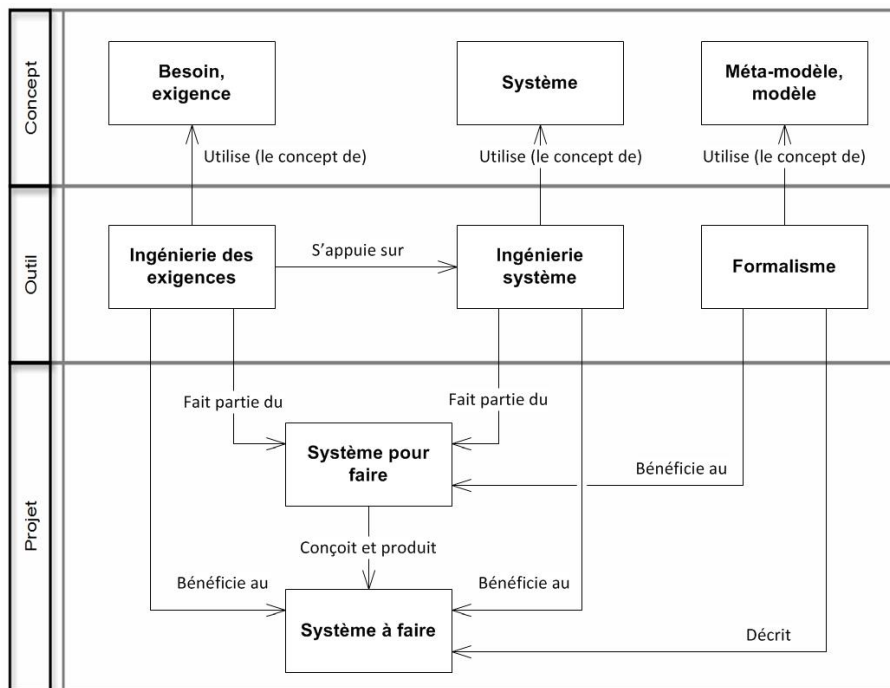 Concept
Besoin,
exigence
Système
Méta-modèle,
modèle
Utilise (le concept de)
Utilise (le concept de)
Utilise (le concept de)
Outil
Ingénierie des
exigences
S’appuie sur
Ingénierie
système
Formalisme
Projet
Fait partie du
Fait partie du
Système pour
faire
Bénéficie au
Conçoit et produit
Bénéficie au
Bénéficie au
Système à faire
Décrit